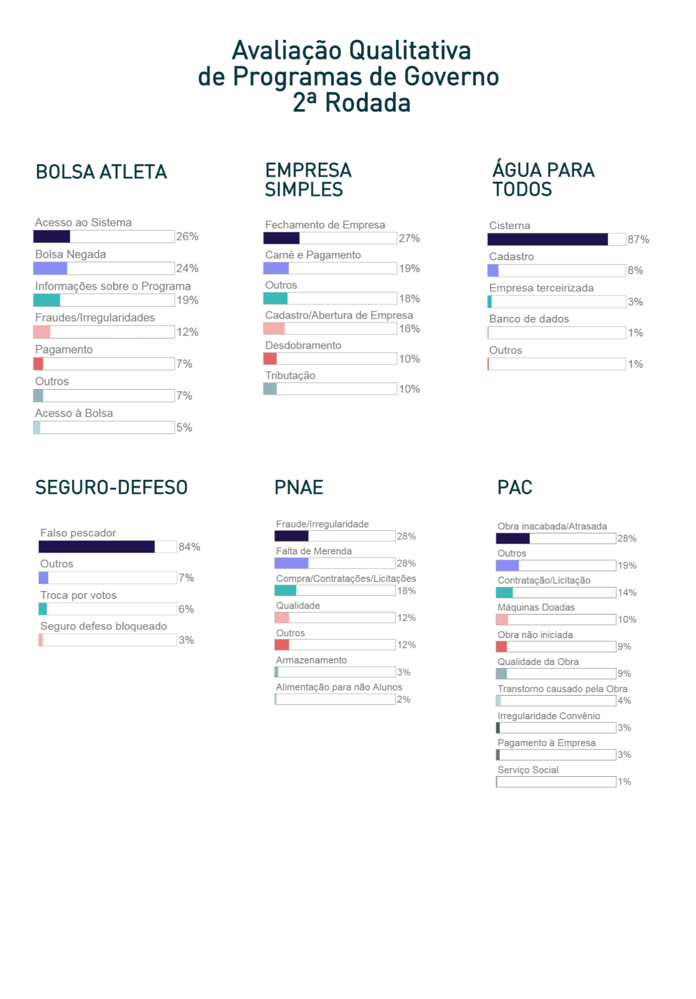 Avaliação Qualitativa
de Programas de Governo
2ª Rodada
BOLSA ATLETA
Acesso ao Sistema
26%
Bolsa Negada
24%
Informações sobre o Programa
19%
Fraudes/Irregularidades
12%
Pagamento
7%
Outros
7%
Acesso à Bolsa
5%
EMPRESA
SIMPLES
Fechamento de Empresa
27%
Carnê e Pagamento
19%
Outros
18%
Cadastro/Abertura de Empresa
16%
Desdobramento
10%
Tributação
10%
ÁGUA PARA
TODOS
Cisterna
87%
Cadastro
8%
Empresa terceirizada
3%
Banco de dados
1%
Outros
1%
SEGURO-DEFESO
Falso pescador
84%
Outros
7%
Troca por votos
6%
Seguro defeso bloqueado
3%
PNAE
Fraude/Irregularidade
28%
Falta de Merenda
28%
Compra/Contratações/Licitações
18%
Qualidade
12%
Outros
12%
Armazenamento
3%
Alimentação para não Alunos
2%
PAC
Obra inacabada/Atrasada
28%
Outros
19%
Contratação/Licitação
14%
Máquinas Doadas
10%
Obra não iniciada
9%
Qualidade da Obra
9%
Transtorno causado pela Obra
4%
Irregularidade Convênio
3%
Pagamento à Empresa
3%
Serviço Social
1%